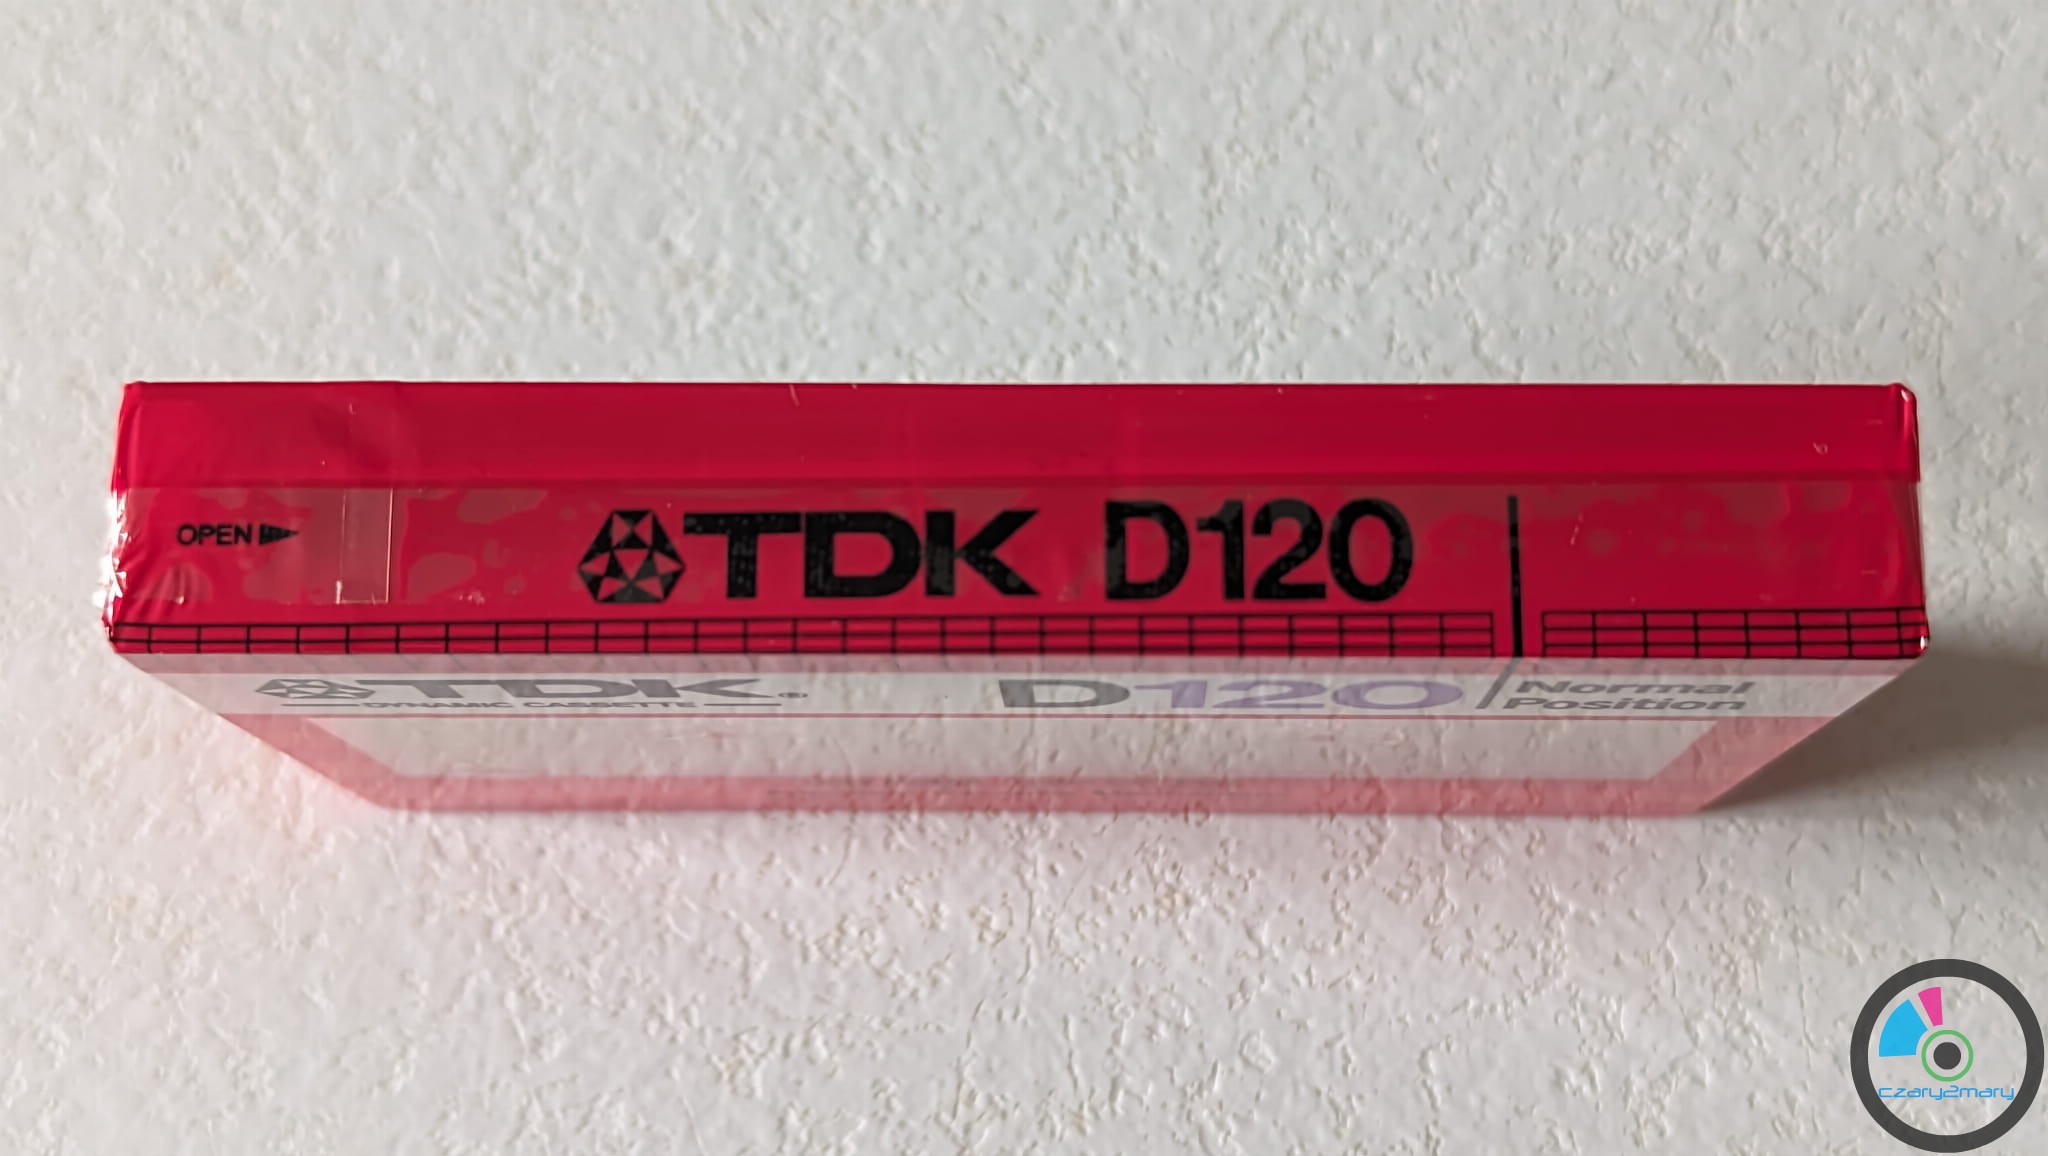 OPEN
TDK D120
TDK®
DYNAMIC CASSETTE
D120
Normal
Position
czary2mary